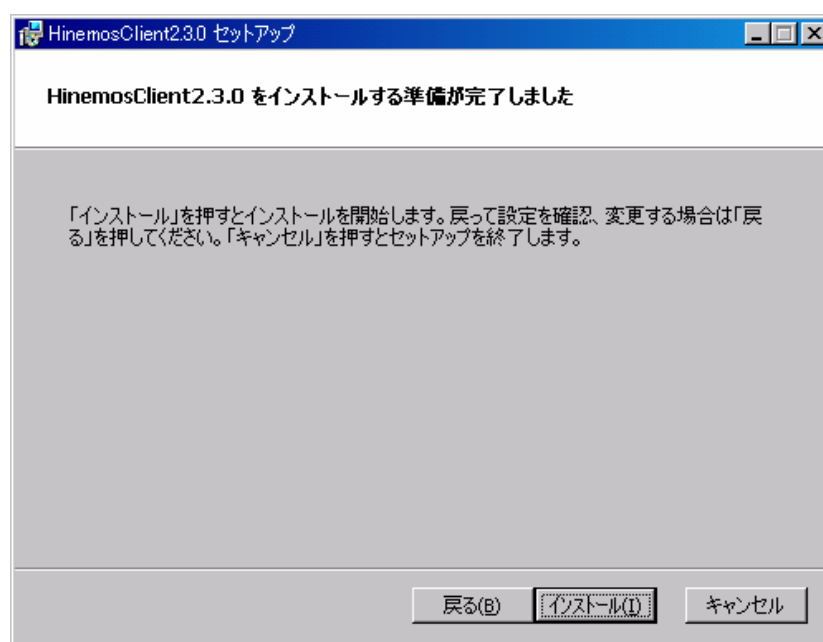 HinemosClient2.3.0 セットアップ
HinemosClient2.3.0 をインストールする準備が完了しました
「インストール」を押すとインストールを開始します。戻って設定を確認、変更する場合は「戻
る」を押してください。「キャンセル」を押すとセットアップを終了します。
戻る(B) インストール(I) キャンセル